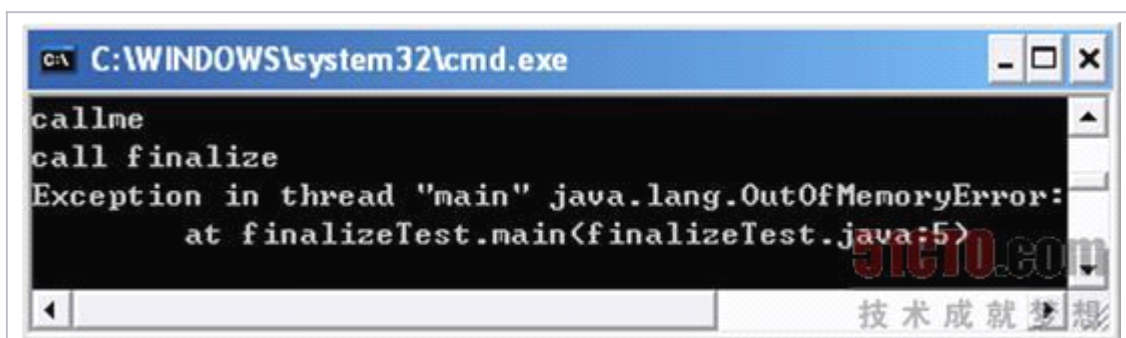 C:\WINDOWS\system32\cmd.exe
callme
call finalize
Exception in thread "main" java.lang.OutOfMemoryError:
at finalizeTest.main(finalizeTest.java:5)
51CTO.com
技术成就梦想